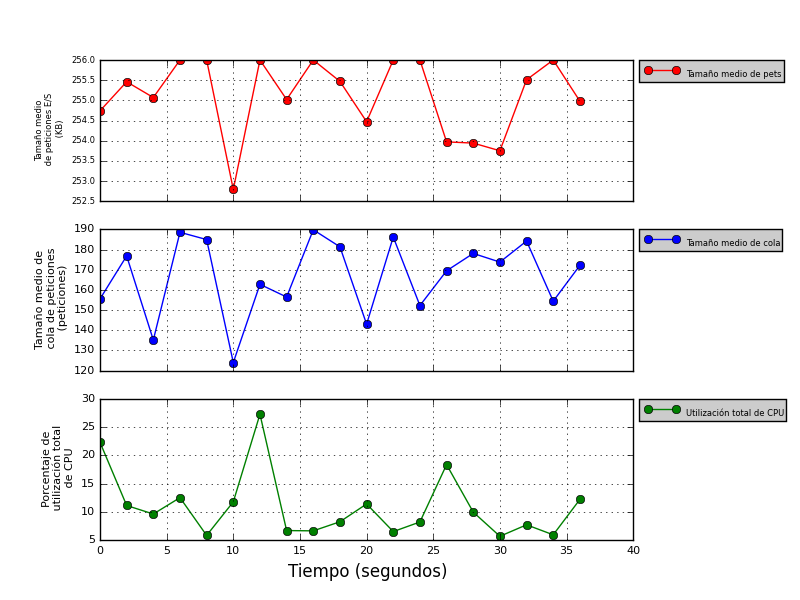 Tamaño medio
de peticiones E/S
(KB)
256.0
255.5
255.0
254.5
254.0
253.5
253.0
252.5
Tamaño medio de pets
Tamaño medio de
cola de peticiones
(peticiones)
190
180
170
160
150
140
130
120
Tamaño medio de cola
Porcentaje de
utilización total
de CPU
30
25
20
15
10
5
Utilización total de CPU
0 5 10 15 20 25 30 35 40
Tiempo (segundos)